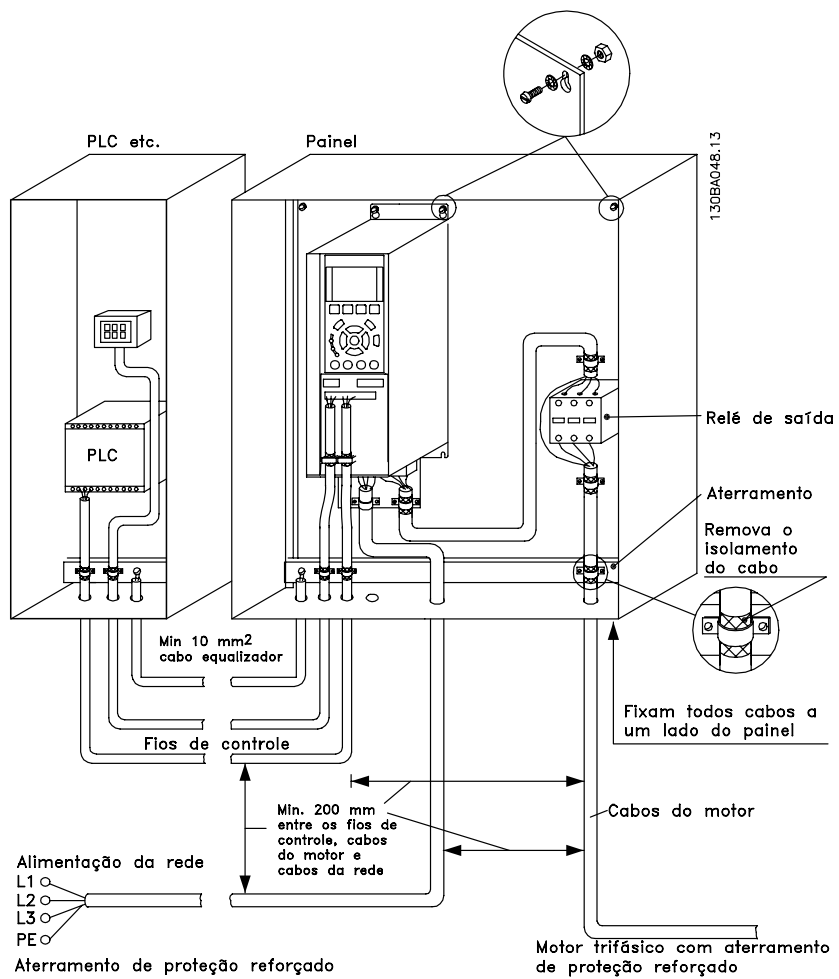 PLC etc.
Painel
130BA048.13
PLC
Relé de saída
Aterramento
Remova o
isolamento
do cabo
Min 10 mm2
cabo equalizador
Fios de controle
Fixam todos cabos a
um lado do painel
Min. 200 mm
entre os fios de
controle, cabos
do motor e
cabos da rede
Cabos do motor
Alimentação da rede
L1
L2
L3
PE
Aterramento de proteção reforçado
Motor trifásico com aterramento
de proteção reforçado